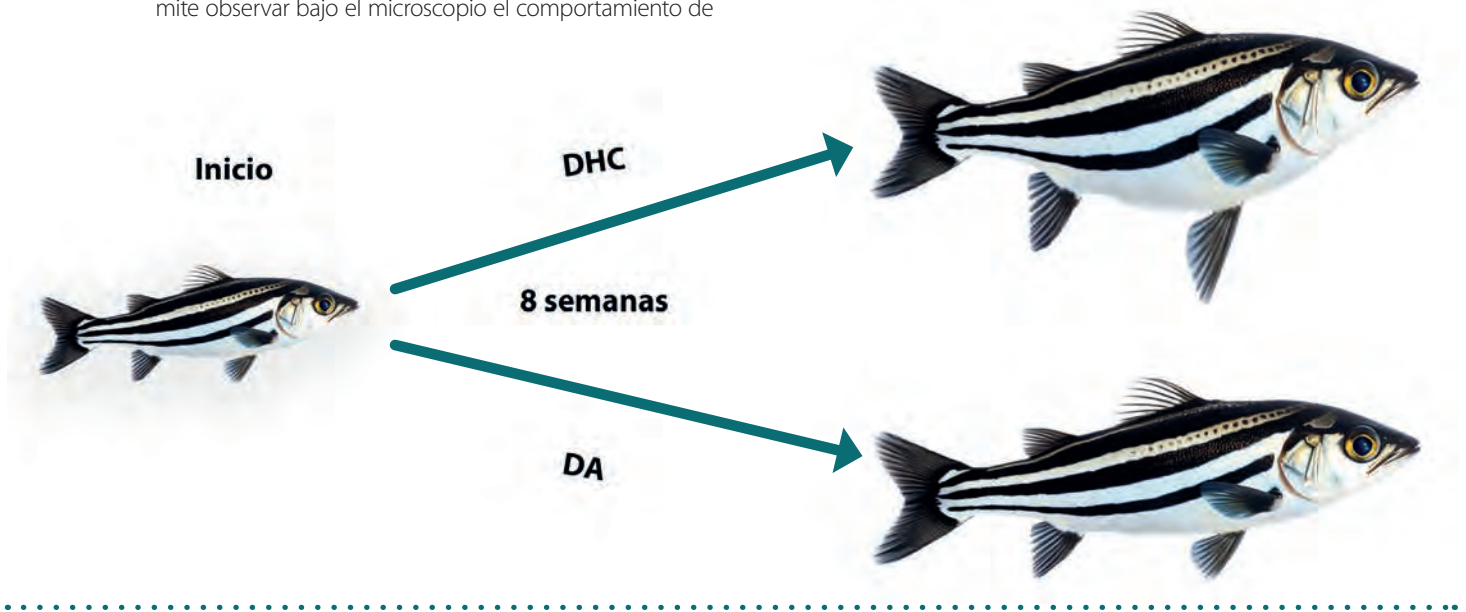 mite observar bajo el microscopio el comportamiento de
Inicio
DHC
8 semanas
DA